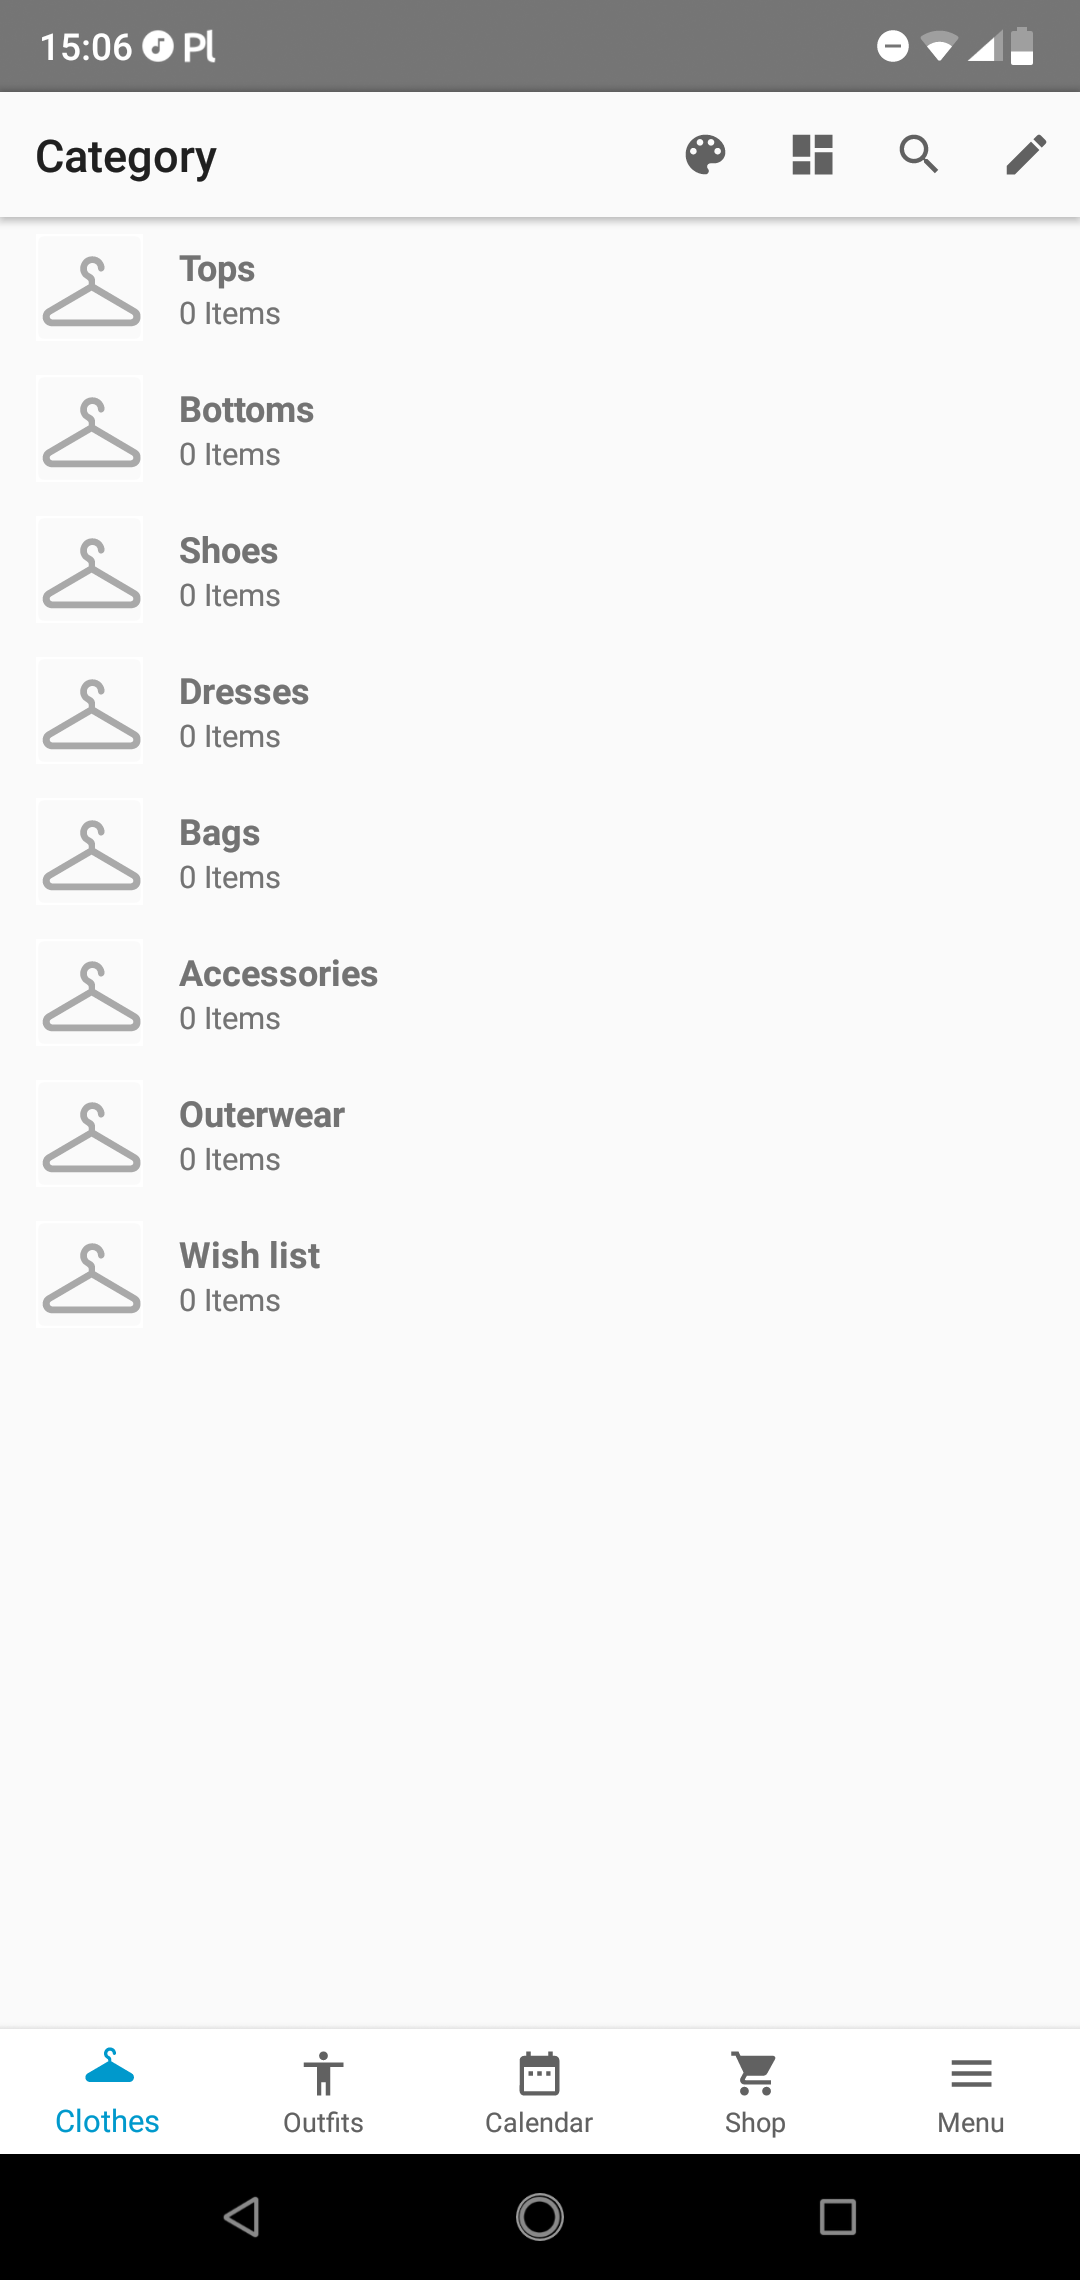 15:06 Pl
Category
Tops
0 Items
Bottoms
0 Items
Shoes
0 Items
Dresses
0 Items
Bags
0 Items
Accessories
0 Items
Outerwear
0 Items
Wish list
0 Items
Clothes Outfits Calendar Shop Menu